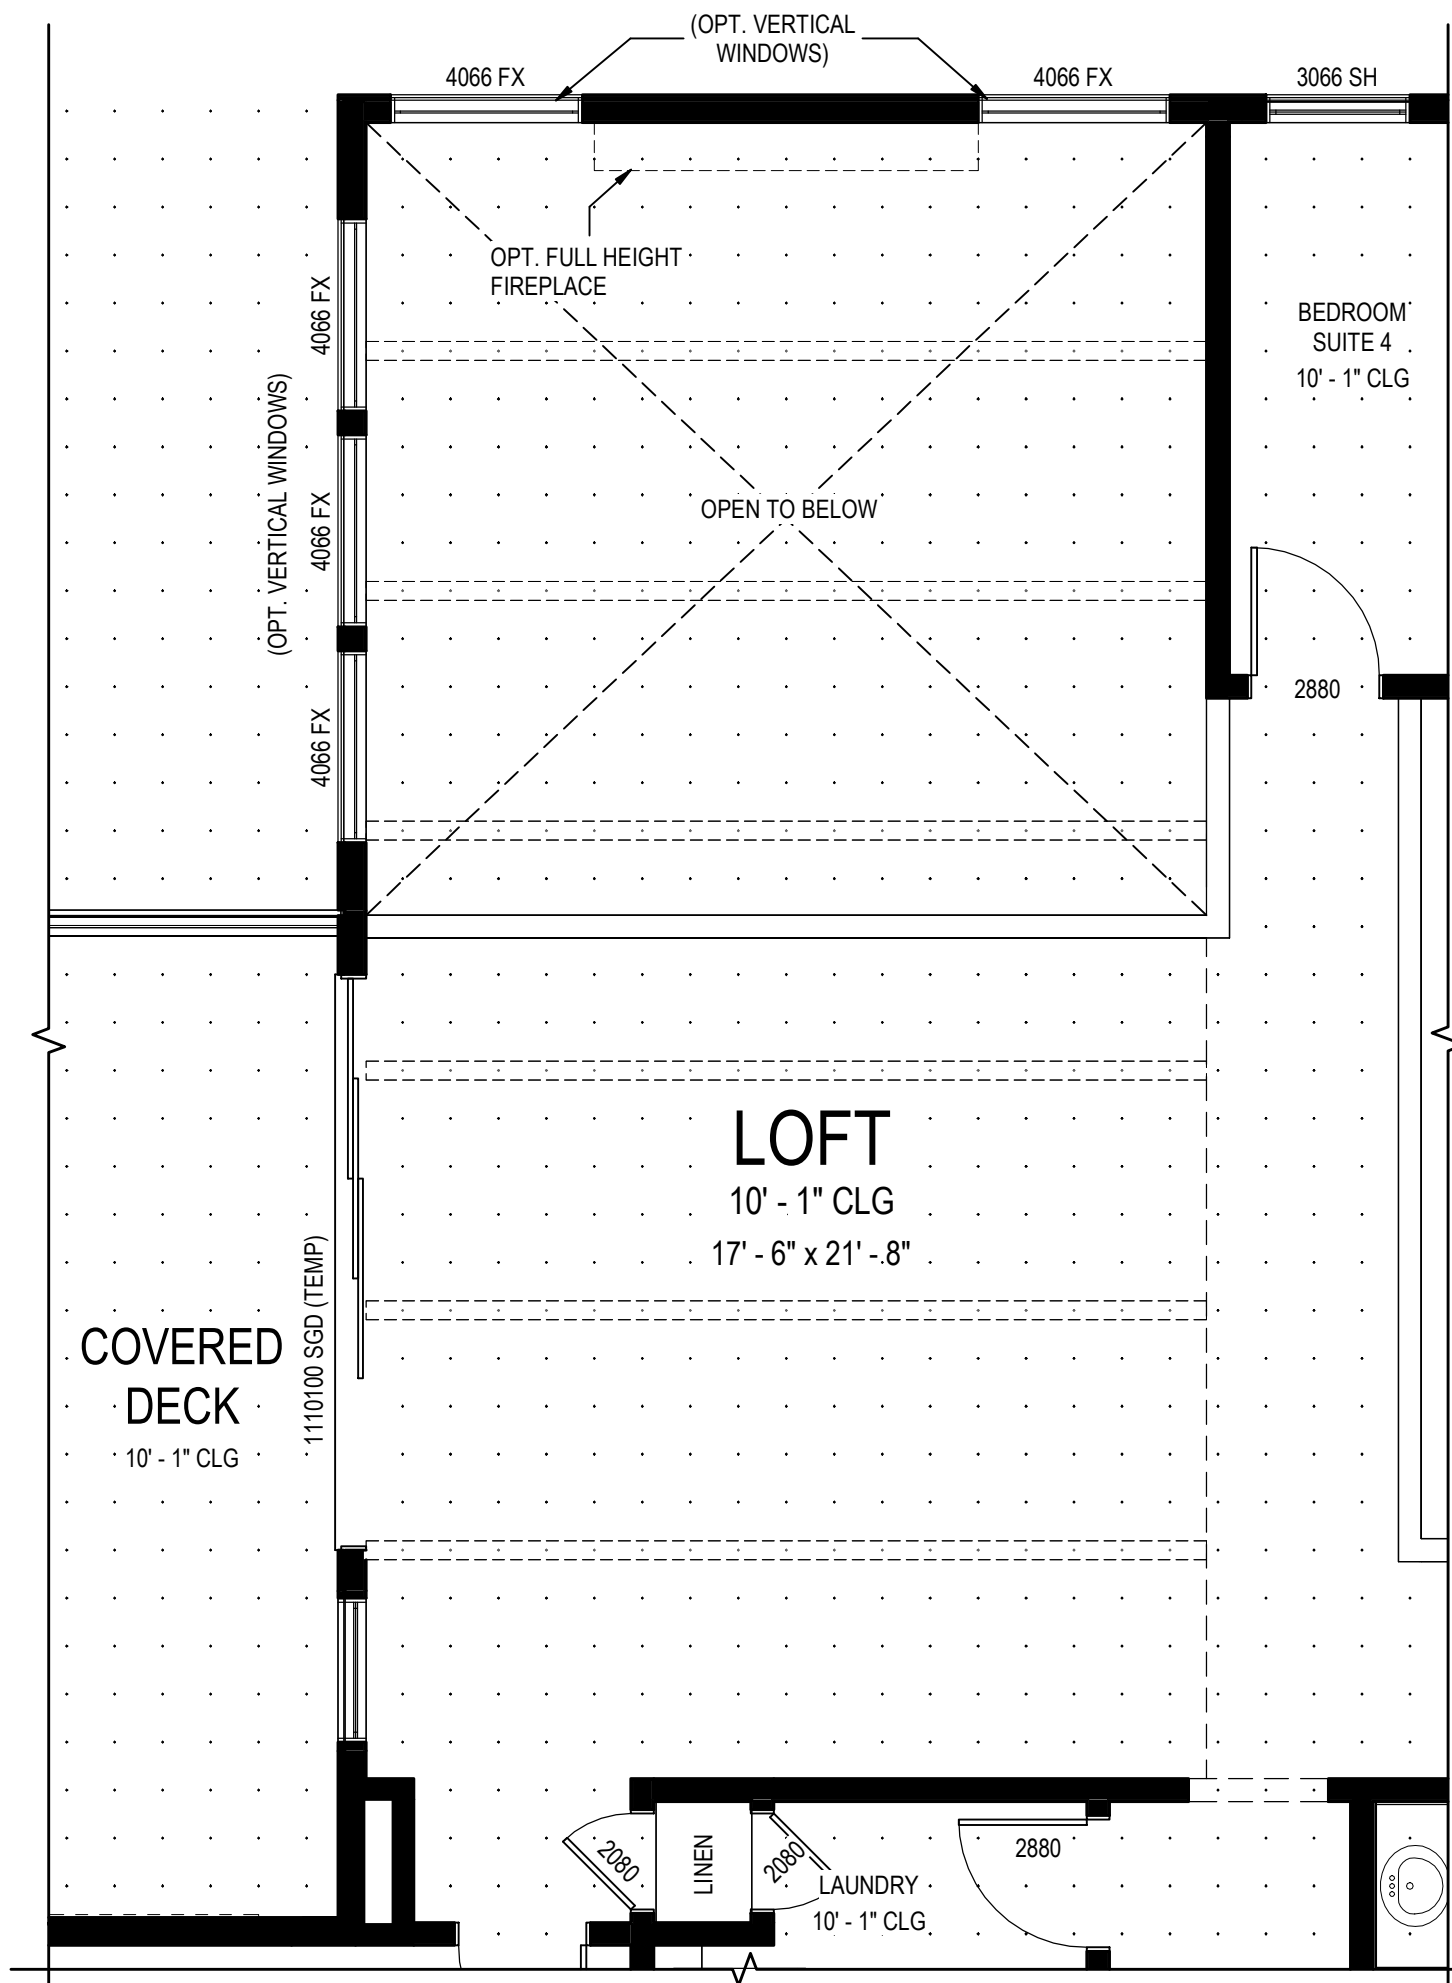 (OPT. VERTICAL
WINDOWS)
4066 FX
4066 FX
3066 SH
OPT. FULL HEIGHT
FIREPLACE
4066 FX
BEDROOM
SUITE 4
10' - 1" CLG
(OPT. VERTICAL WINDOWS)
4066 FX
OPEN TO BELOW
2880
4066 FX
LOFT
10' - 1" CLG
17' - 6" x 21' - 8"
1110100 SGD (TEMP)
COVERED
DECK
10' - 1" CLG
2080
LINEN
2080
2880
LAUNDRY
10' - 1" CLG